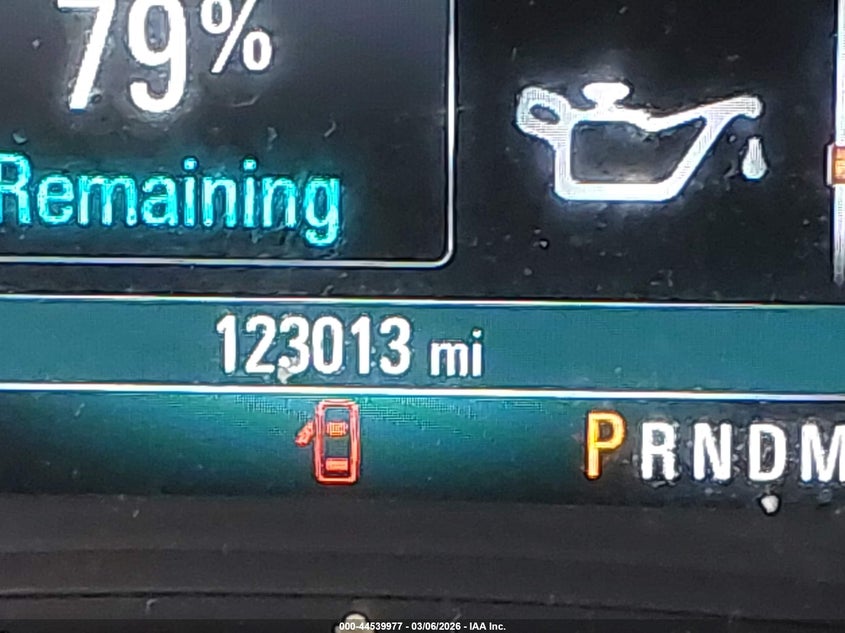 79%
Remaining
123013 mi
PRNDM
000-44539977 - 03/06/2026 - IAA Inc.